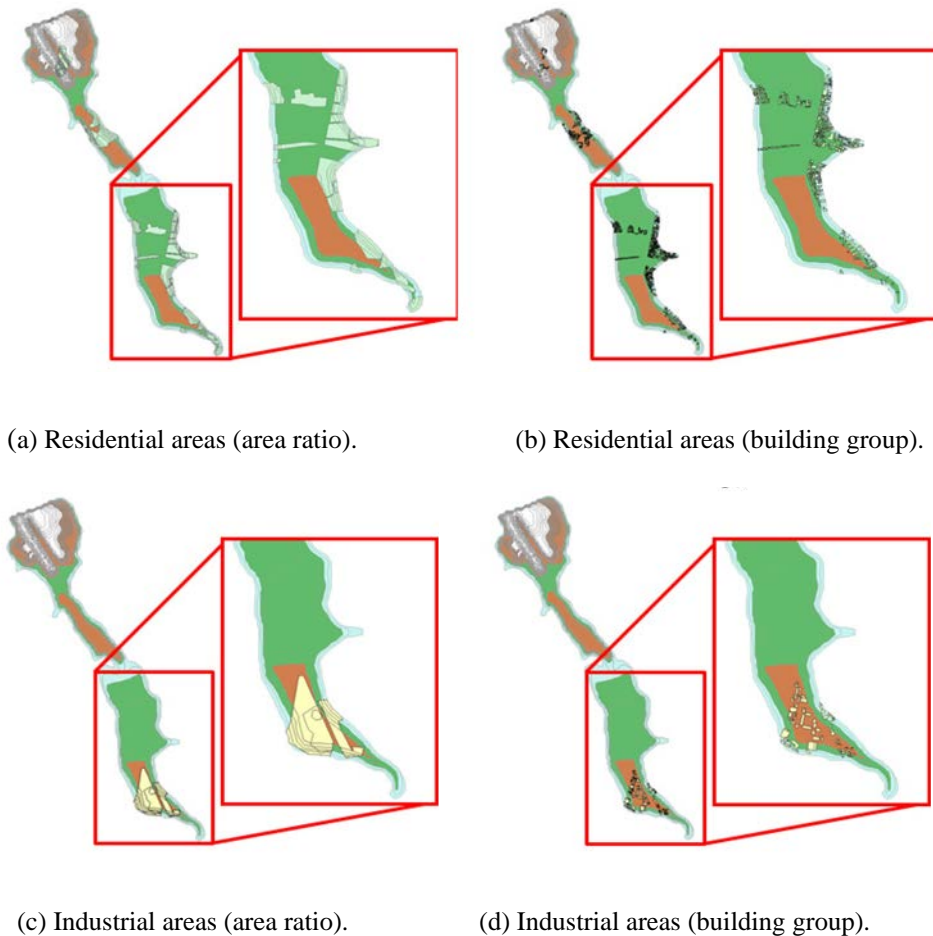 (a) Residential areas (area ratio).
(b) Residential areas (building group).
(c) Industrial areas (area ratio).
(d) Industrial areas (building group).